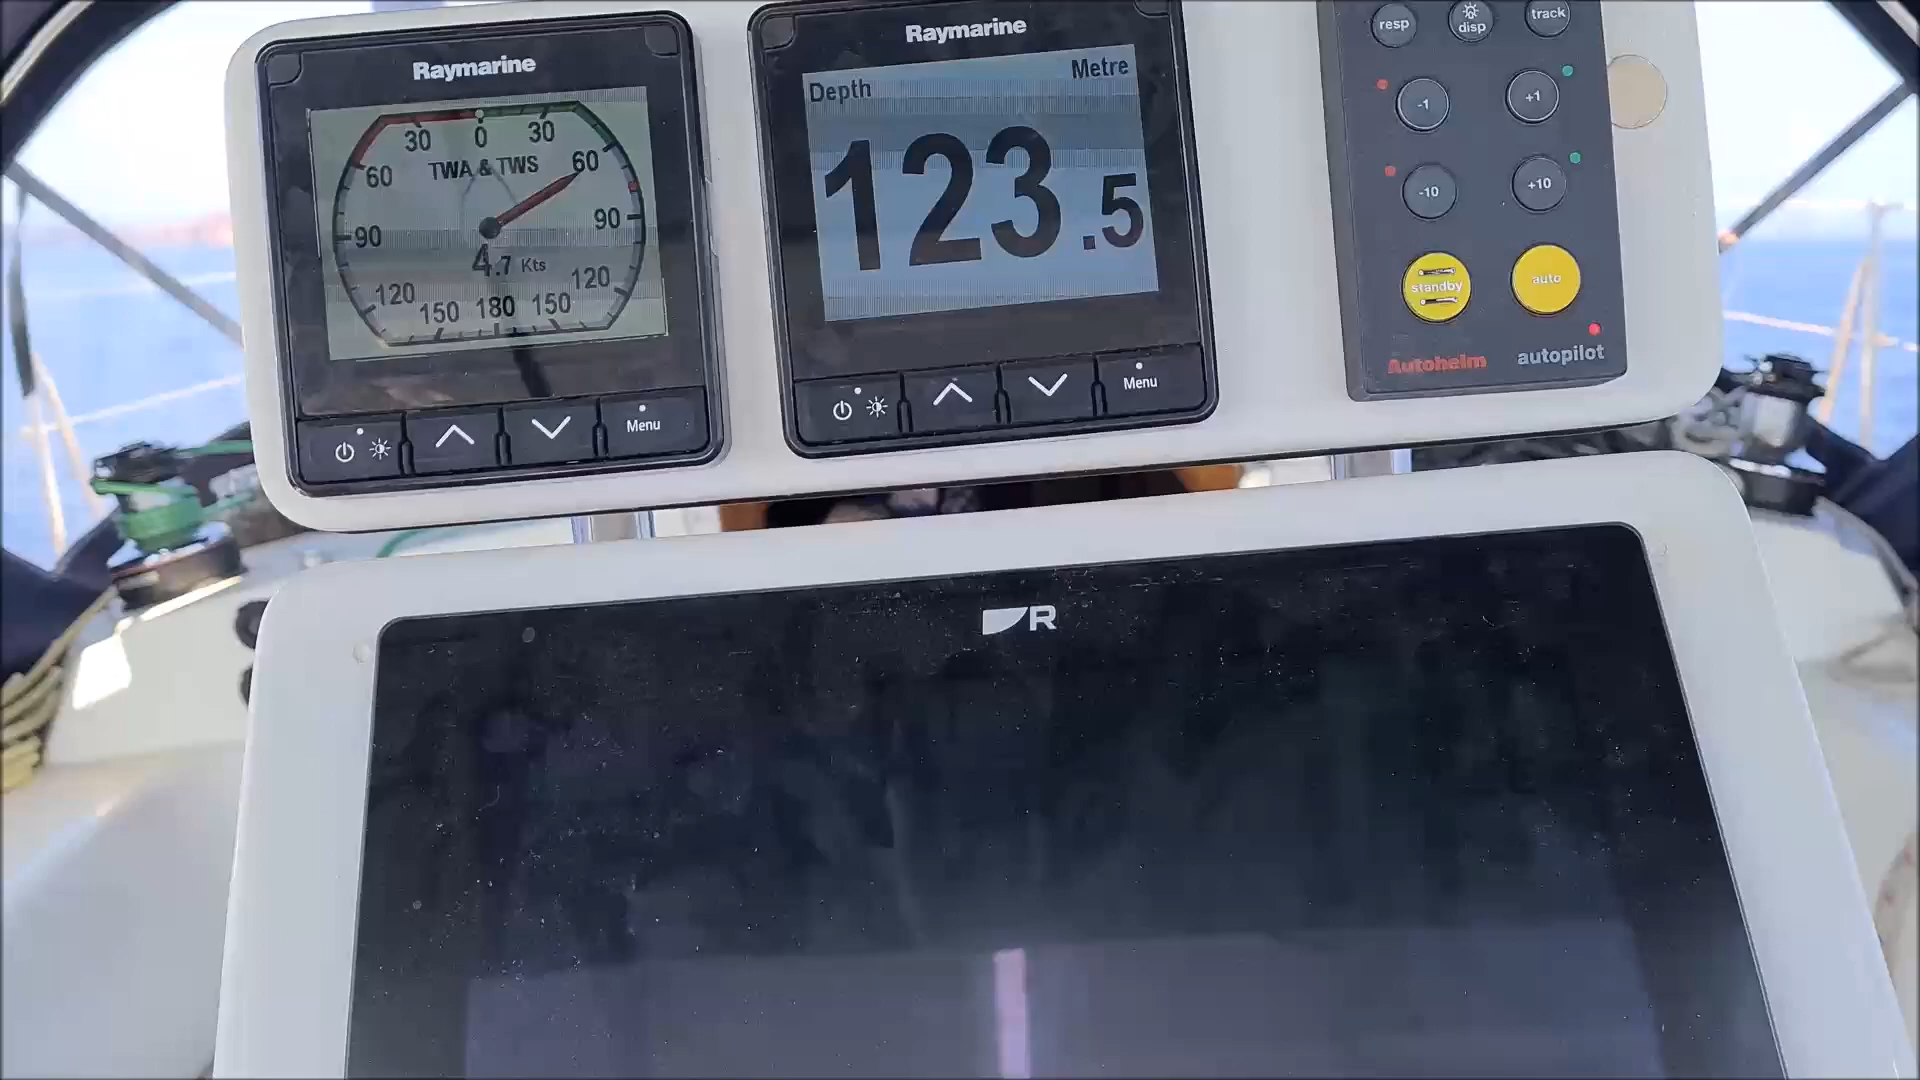 Raymarine
30 0 30
TWA & TWS
60 60
90 90
4.7 Kts
120 120
150 180 150
Menu
Raymarine
Depth Metre
123.5
Menu
resp disp track
-1 +1
-10 +10
standby auto
Autohelm autopilot
R